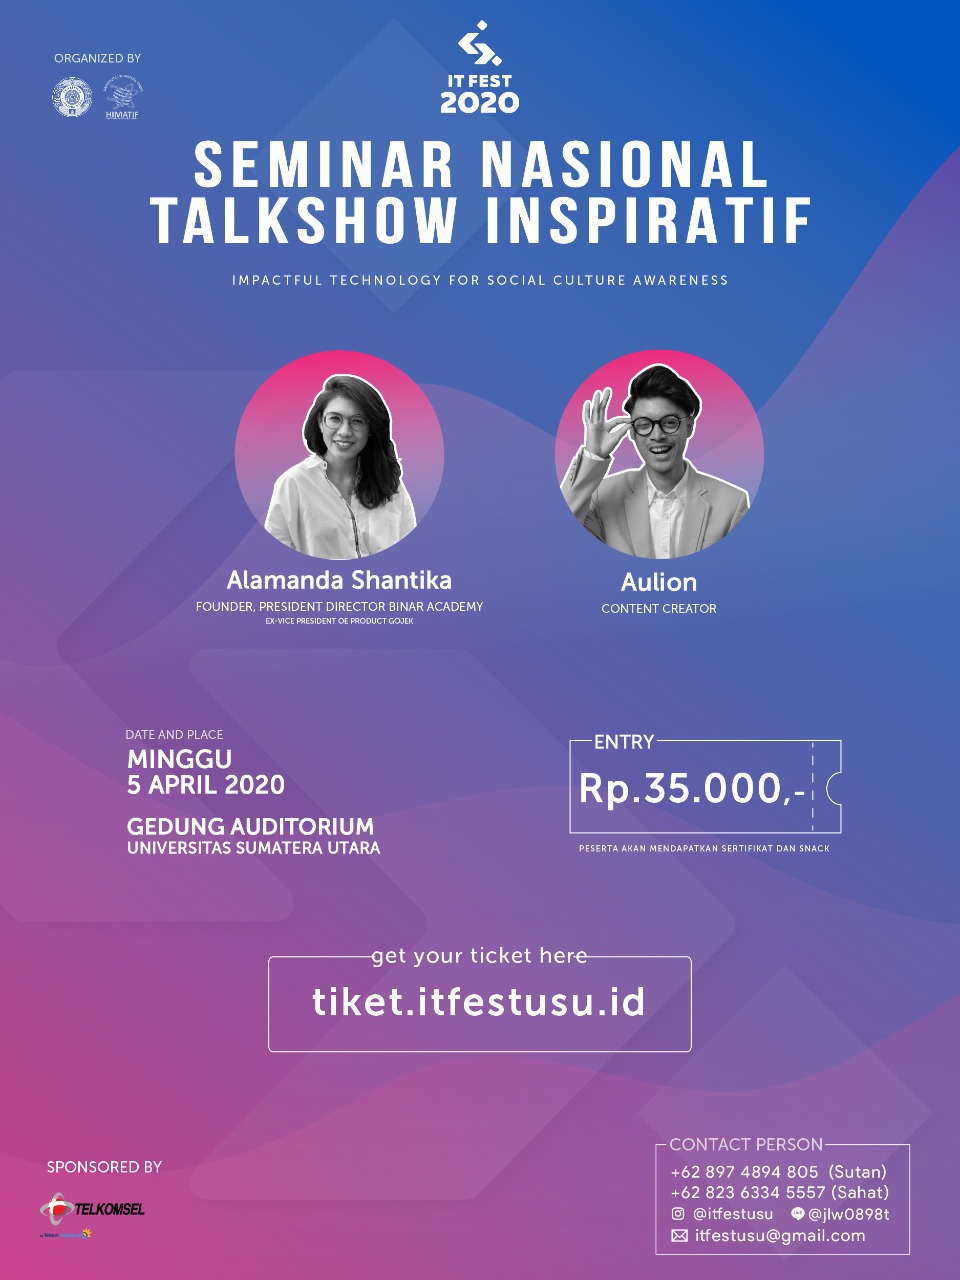 ORGANIZED BY
HIMATIF
IT FEST
2020
SEMINAR NASIONAL
TALKSHOW INSPIRATIF
IMPACTFUL TECHNOLOGY FOR SOCIAL CULTURE AWARENESS
Alamanda Shantika
FOUNDER, PRESIDENT DIRECTOR BINAR ACADEMY
EX-VICE PRESIDENT OE PRODUCT GOJEK
Aulion
CONTENT CREATOR
DATE AND PLACE
MINGGU
5 APRIL 2020
GEDUNG AUDITORIUM
UNIVERSITAS SUMATERA UTARA
ENTRY
Rp.35.000,-
PESERTA AKAN MENDAPATKAN SERTIFIKAT DAN SNACK
get your ticket here
tiket.itfestusu.id
SPONSORED BY
TELKOMSEL
by Telkom
CONTACT PERSON
+62 897 4894 805 (Sutan)
+62 823 6334 5557 (Sahat)
@itfestusu @jlw0898t
itfestusu@gmail.com